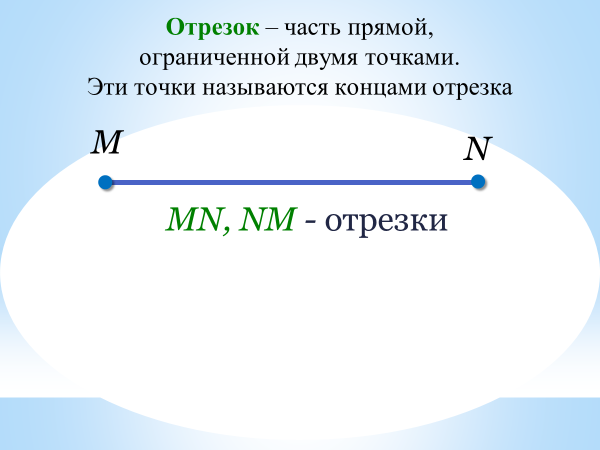 Отрезок – часть прямой,
ограниченной двумя точками.
Эти точки называются концами отрезка
M
N
MN, NM - отрезки